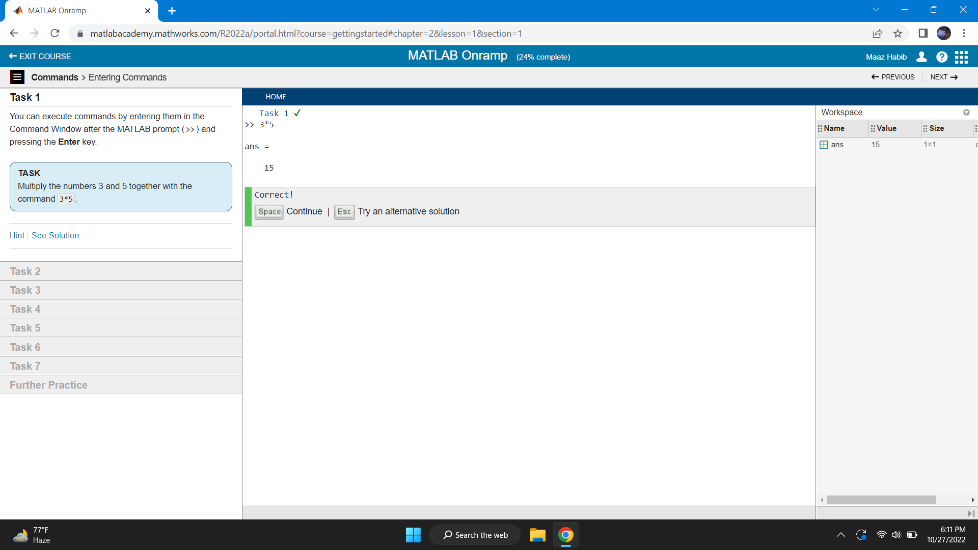 MATLAB Onramp
matlabacademy.mathworks.com/R2022a/portal.html?course=gettingstarted#chapter=2&lesson=1&section=1
EXIT COURSE
MATLAB Onramp (24% complete)
Maaz Habib
Commands > Entering Commands
PREVIOUS
NEXT
Task 1
You can execute commands by entering them in the
Command Window after the MATLAB prompt (>>) and
pressing the Enter key.
TASK
Multiply the numbers 3 and 5 together with the
command 3*5.
Hint | See Solution
Task 2
Task 3
Task 4
Task 5
Task 6
Task 7
Further Practice
HOME
Task 1 ✓
>> 3*5
ans =
15
Correct!
Space Continue | Esc Try an alternative solution
Workspace
Name Value Size
ans 15 1×1
77°F
Haze
Search the web
6:11 PM
10/27/2022